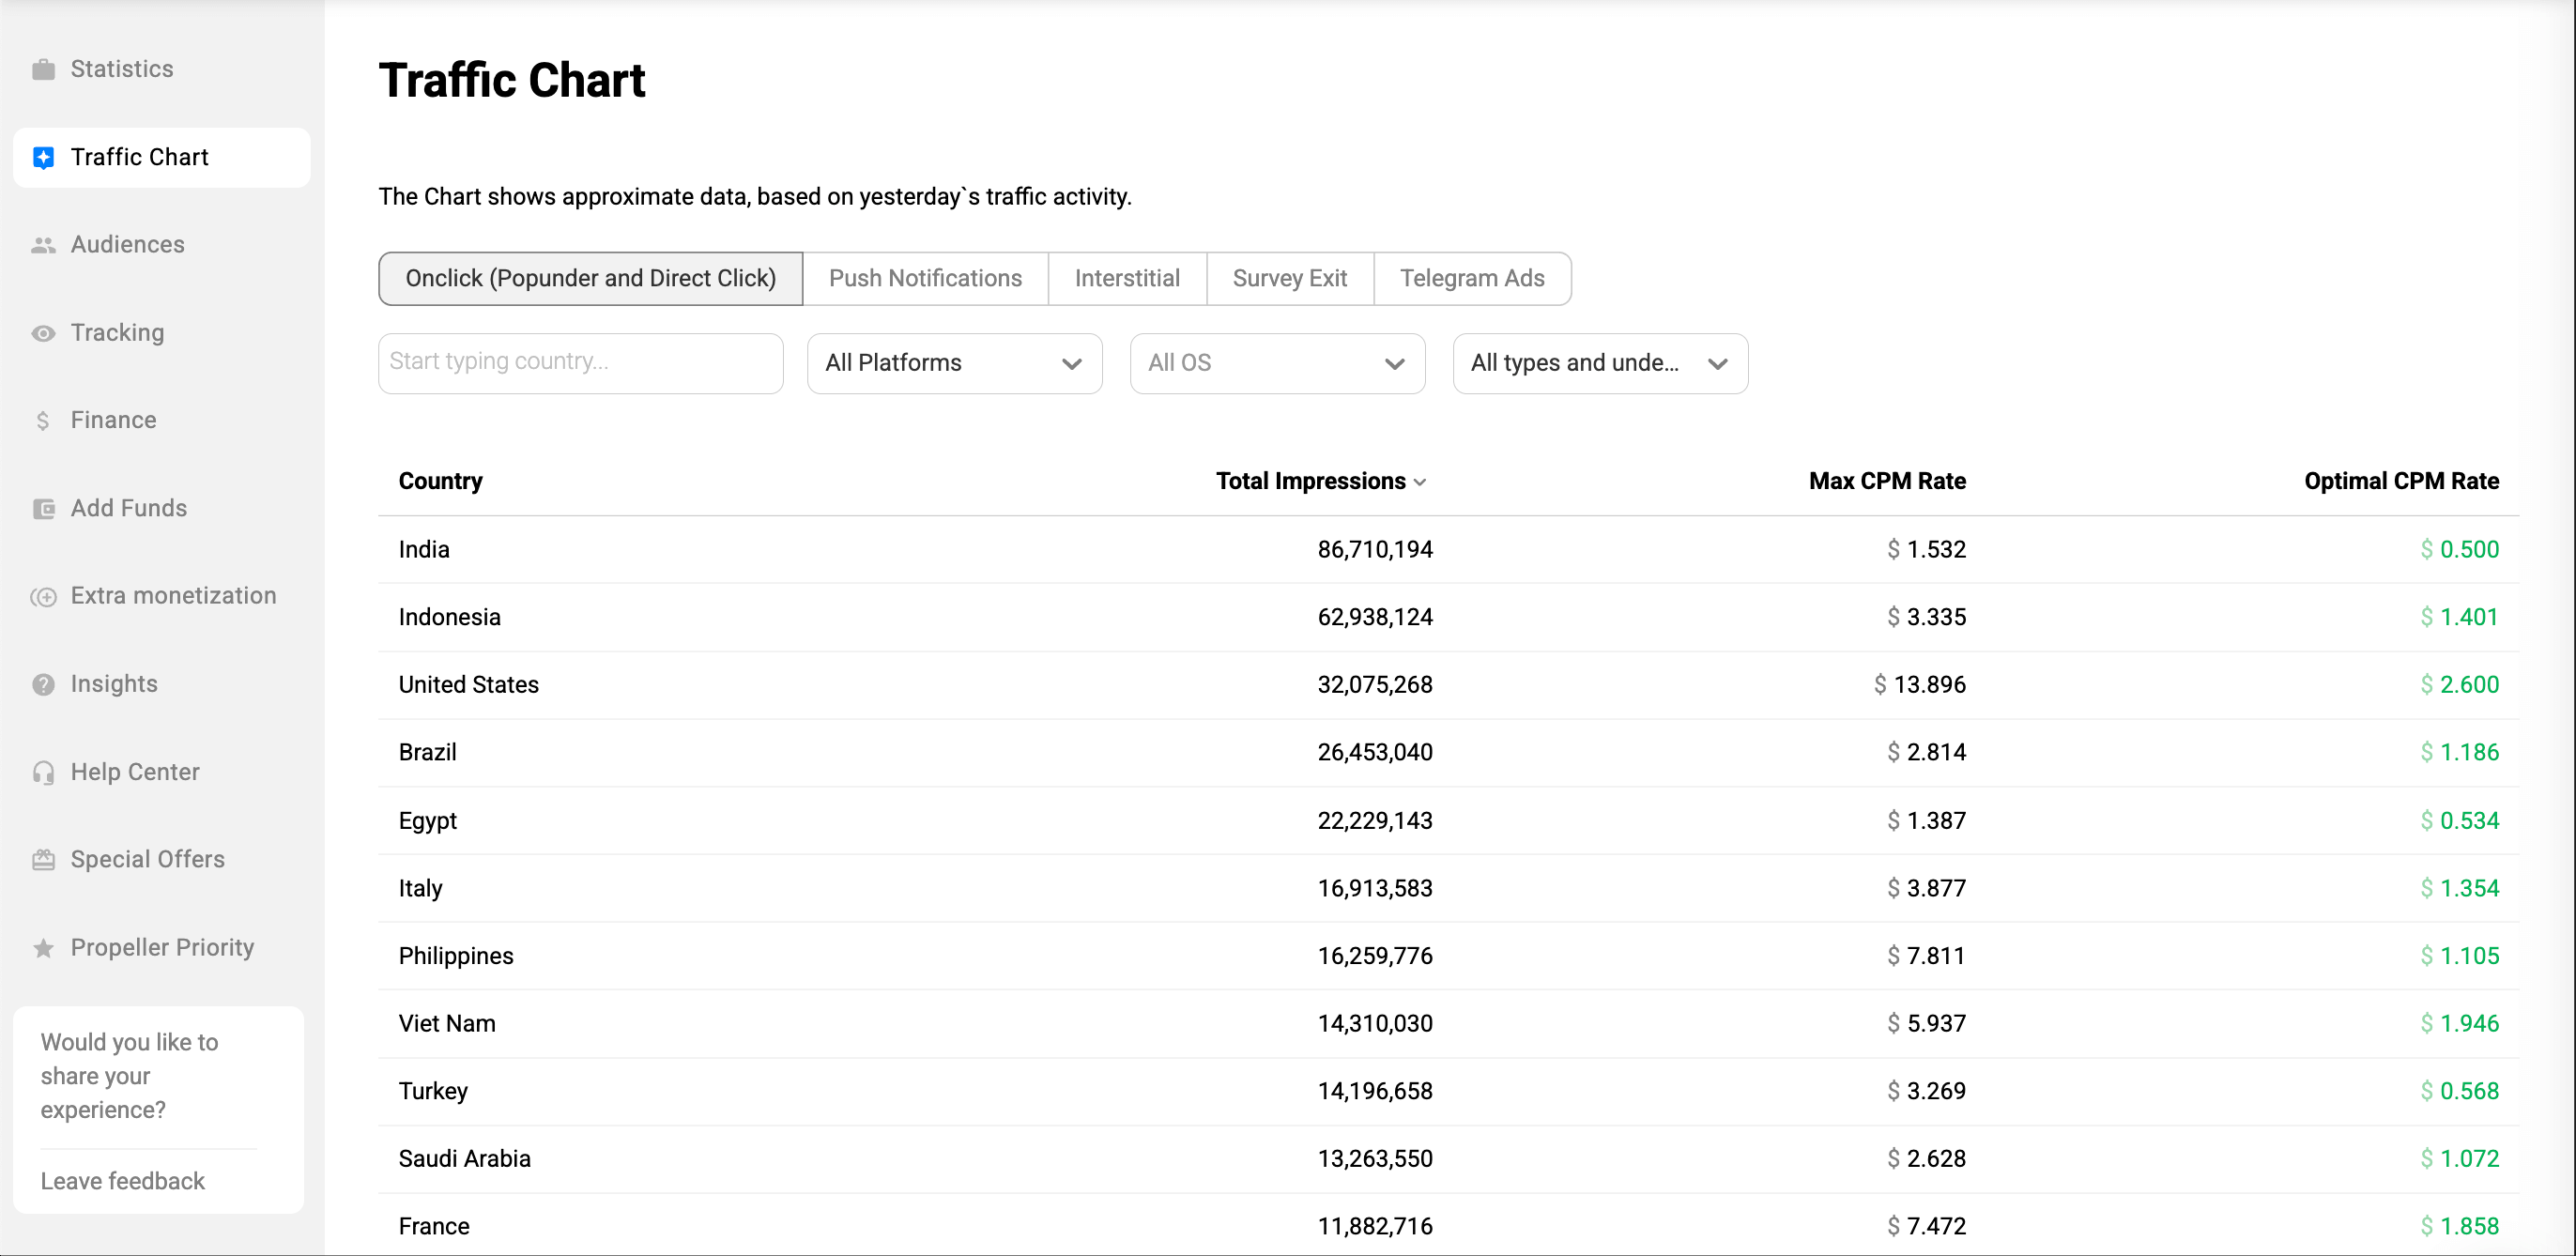 Statistics
Traffic Chart
Audiences
Tracking
Finance
Add Funds
Extra monetization
Insights
Help Center
Special Offers
Propeller Priority
Would you like to
share your
experience?
Leave feedback
Traffic Chart
The Chart shows approximate data, based on yesterday`s traffic activity.
Onclick (Popunder and Direct Click) Push Notifications Interstitial Survey Exit Telegram Ads
Start typing country... All Platforms All OS All types and unde...
Country Total Impressions Max CPM Rate Optimal CPM Rate
India 86,710,194 $ 1.532 $ 0.500
Indonesia 62,938,124 $ 3.335 $ 1.401
United States 32,075,268 $ 13.896 $ 2.600
Brazil 26,453,040 $ 2.814 $ 1.186
Egypt 22,229,143 $ 1.387 $ 0.534
Italy 16,913,583 $ 3.877 $ 1.354
Philippines 16,259,776 $ 7.811 $ 1.105
Viet Nam 14,310,030 $ 5.937 $ 1.946
Turkey 14,196,658 $ 3.269 $ 0.568
Saudi Arabia 13,263,550 $ 2.628 $ 1.072
France 11,882,716 $ 7.472 $ 1.858